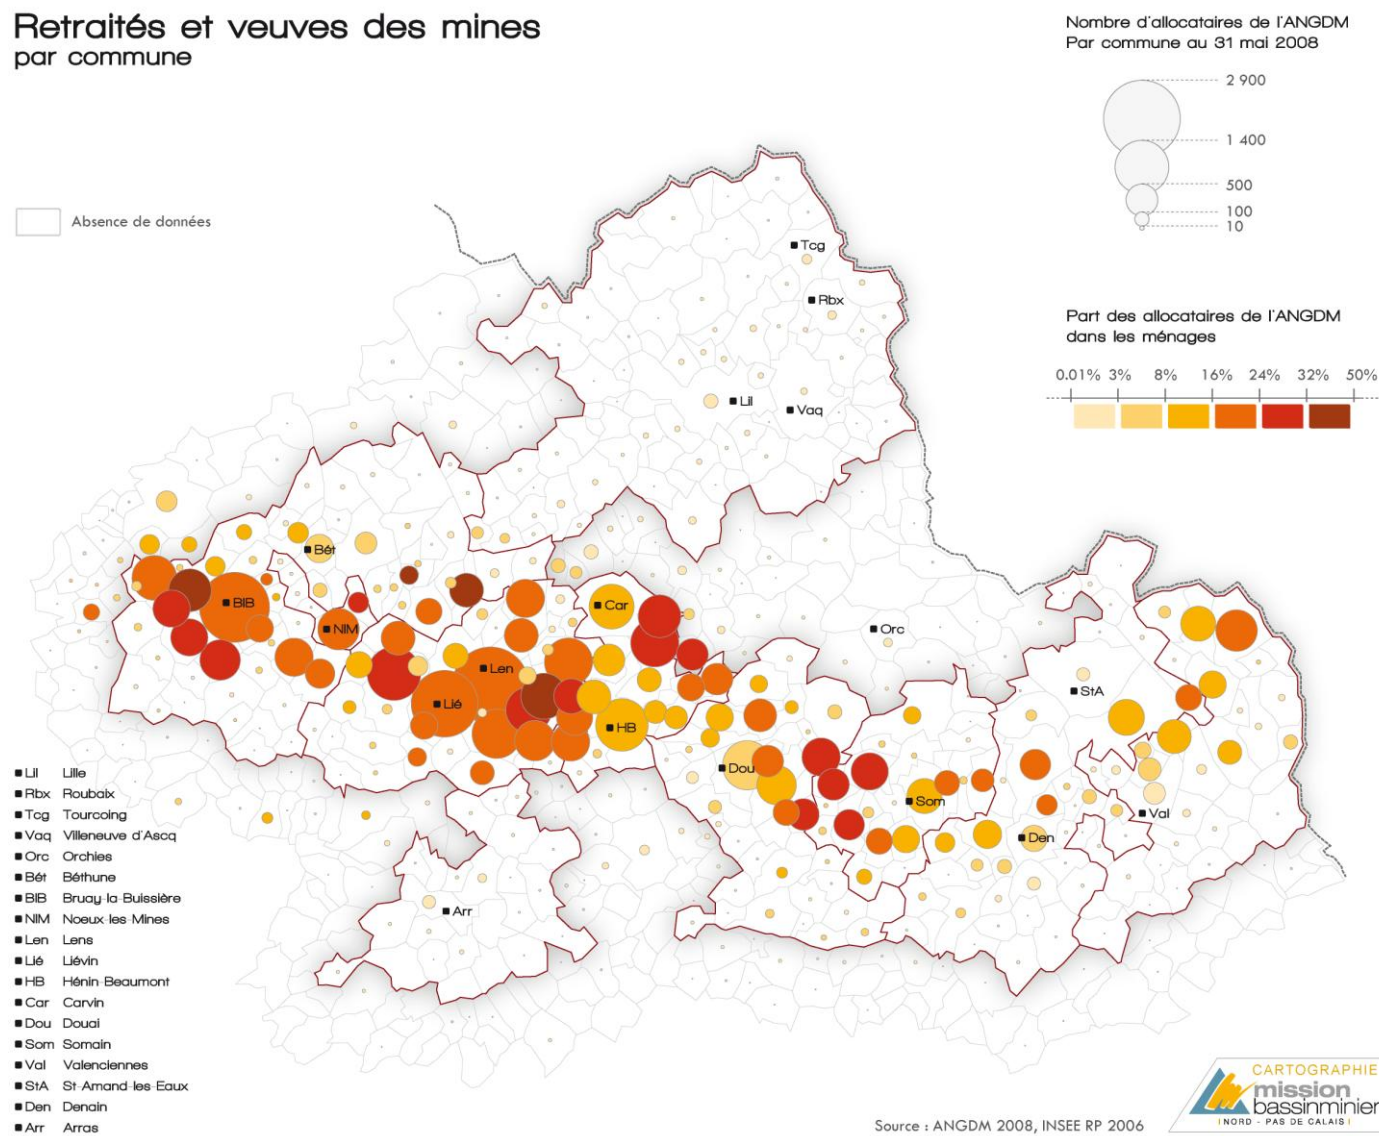 Retraités et veuves des mines
par commune
Nombre d'allocataires de l'ANGDM
Par commune au 31 mai 2008
2 900
1 400
500
100
10
Absence de données
Part des allocataires de l'ANGDM
dans les ménages
0.01% 3% 8% 16% 24% 32% 50%
Tcg
Rbx
Lil
Vaq
Bét
BIB
Car
NIM
Orc
Len
StA
Lié
HB
Dou
Som
Val
Den
Arr
Lil Lille
Rbx Roubaix
Tcg Tourcoing
Vaq Villeneuve d'Ascq
Orc Orchies
Bét Béthune
BIB Bruay-la-Buissière
NIM Noeux-les-Mines
Len Lens
Lié Liévin
HB Hénin-Beaumont
Car Carvin
Dou Douai
Som Somain
Val Valenciennes
StA St-Amand-les-Eaux
Den Denain
Arr Arras
Source : ANGDM 2008, INSEE RP 2006
CARTOGRAPHIE
mission
bassinminier
NORD - PAS DE CALAIS